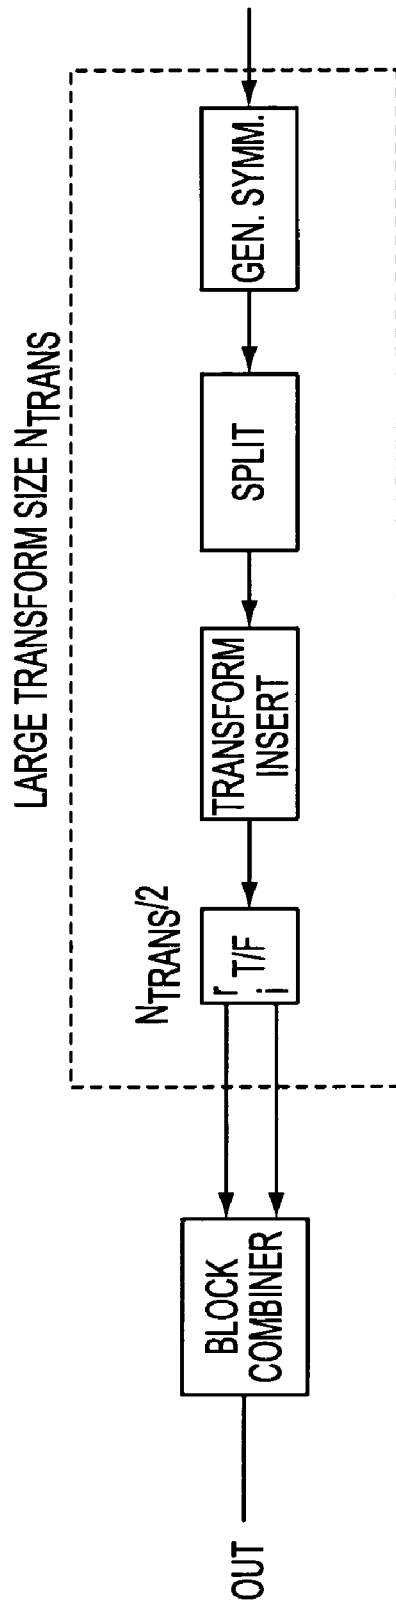 LARGE TRANSFORM SIZE NTRANS
NTRANS/2
OUT
BLOCK
COMBINER
r
T/F
i
TRANSFORM
INSERT
SPLIT
GEN. SYMM.